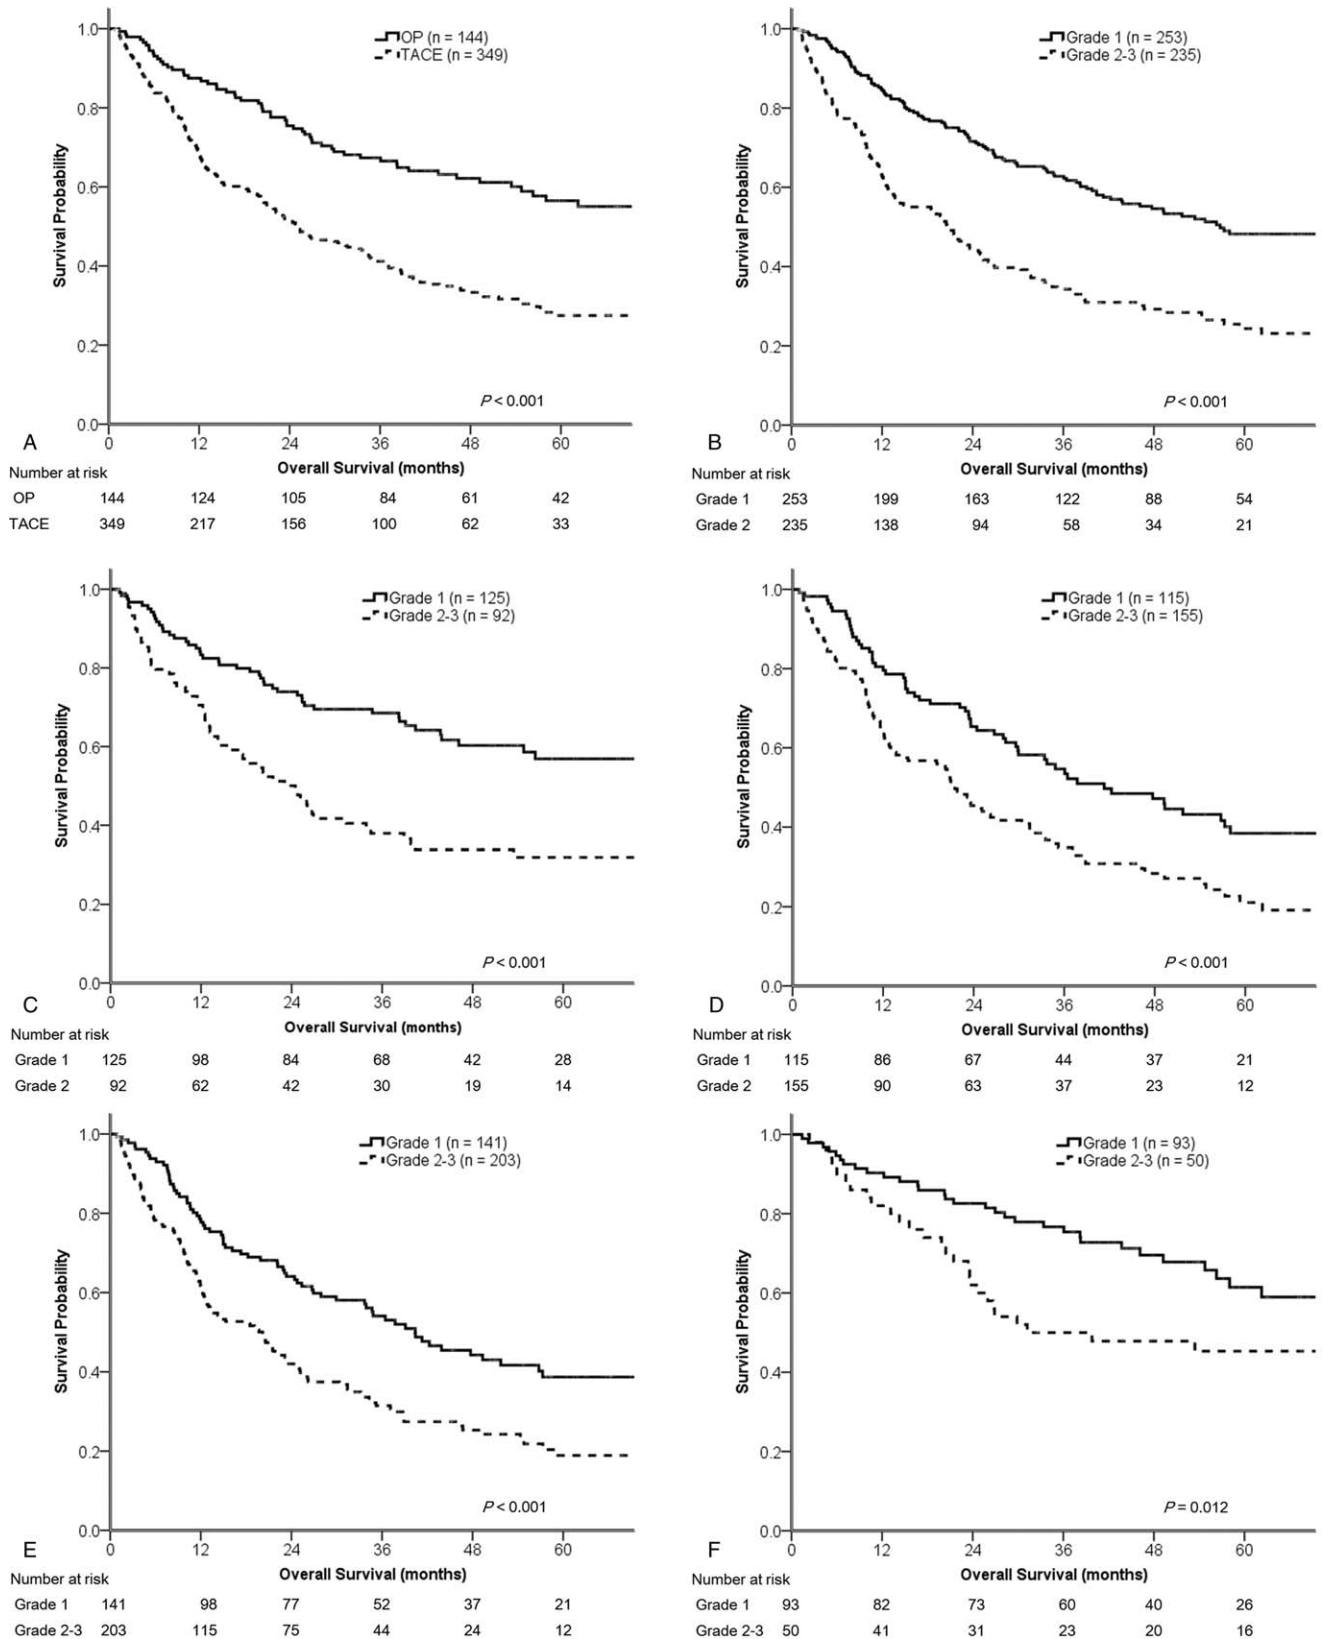 1.0
OP (n = 144)
TACE (n = 349)
0.8
0.6
0.4
0.2
0.0
Survival Probability
P < 0.001
0 12 24 36 48 60
A
Overall Survival (months)
Number at risk
OP 144 124 105 84 61 42
TACE 349 217 156 100 62 33
1.0
Grade 1 (n = 253)
Grade 2-3 (n = 235)
0.8
0.6
0.4
0.2
0.0
Survival Probability
P < 0.001
0 12 24 36 48 60
B
Overall Survival (months)
Number at risk
Grade 1 253 199 163 122 88 54
Grade 2 235 138 94 58 34 21
1.0
Grade 1 (n = 125)
Grade 2-3 (n = 92)
0.8
0.6
0.4
0.2
0.0
Survival Probability
P < 0.001
0 12 24 36 48 60
C
Overall Survival (months)
Number at risk
Grade 1 125 98 84 68 42 28
Grade 2 92 62 42 30 19 14
1.0
Grade 1 (n = 115)
Grade 2-3 (n = 155)
0.8
0.6
0.4
0.2
0.0
Survival Probability
P < 0.001
0 12 24 36 48 60
D
Overall Survival (months)
Number at risk
Grade 1 115 86 67 44 37 21
Grade 2 155 90 63 37 23 12
1.0
Grade 1 (n = 141)
Grade 2-3 (n = 203)
0.8
0.6
0.4
0.2
0.0
Survival Probability
P < 0.001
0 12 24 36 48 60
E
Overall Survival (months)
Number at risk
Grade 1 141 98 77 52 37 21
Grade 2-3 203 115 75 44 24 12
1.0
Grade 1 (n = 93)
Grade 2-3 (n = 50)
0.8
0.6
0.4
0.2
0.0
Survival Probability
P = 0.012
0 12 24 36 48 60
F
Overall Survival (months)
Number at risk
Grade 1 93 82 73 60 40 26
Grade 2-3 50 41 31 23 20 16